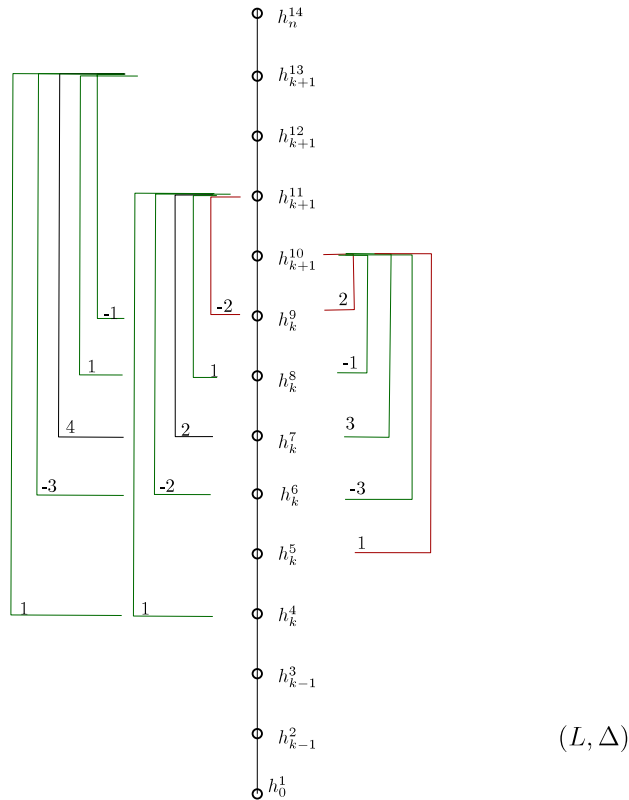 h_n^{14}
h_{k+1}^{13}
h_{k+1}^{12}
h_{k+1}^{11}
h_{k+1}^{10}
-1 -2 h_k^9 2
1 1 h_k^8 -1
4 2 h_k^7 3
-3 -2 h_k^6 -3
h_k^5 1
1 1 h_k^4
h_{k-1}^3
h_{k-1}^2 (L, Δ)
h_0^1